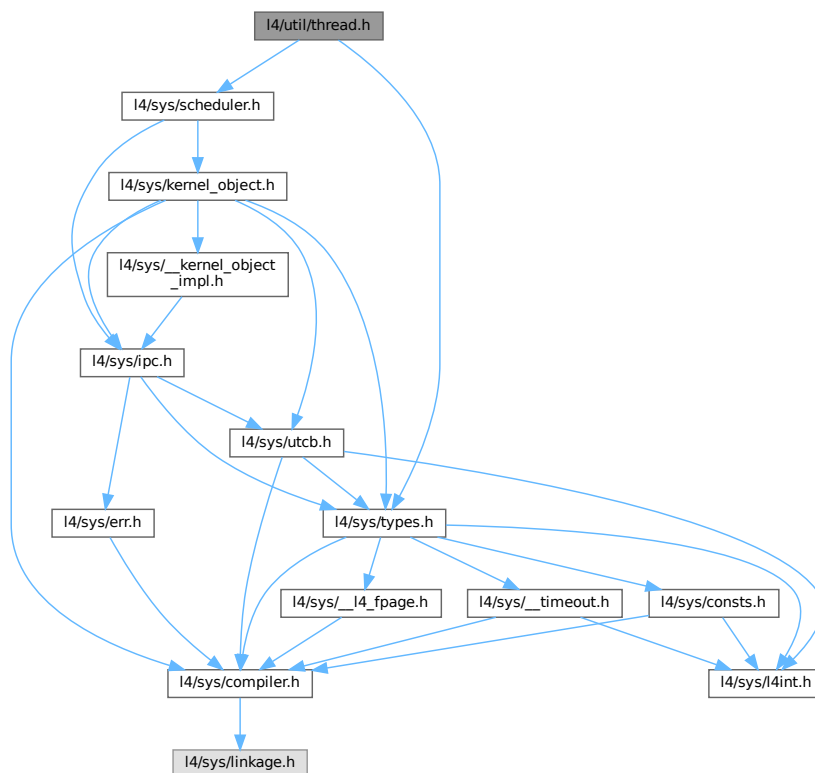 l4/util/thread.h
l4/sys/scheduler.h
l4/sys/kernel_object.h
l4/sys/__kernel_object
_impl.h
l4/sys/ipc.h
l4/sys/utcb.h
l4/sys/err.h
l4/sys/types.h
l4/sys/__l4_fpage.h
l4/sys/__timeout.h
l4/sys/consts.h
l4/sys/compiler.h
l4/sys/l4int.h
l4/sys/linkage.h